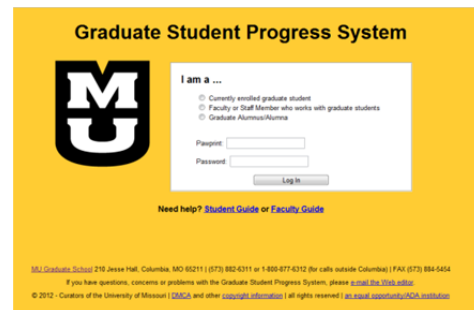 Graduate Student Progress System
MU
I am a ...
Currently enrolled graduate student
Faculty or Staff Member who works with graduate students
Graduate Alumnus/Alumna
Pawprint:
Password:
Log In
Need help? Student Guide or Faculty Guide
MU Graduate School 210 Jesse Hall, Columbia, MO 65211 | (573) 882-6311 or 1-800-877-6312 (for calls outside Columbia) | FAX (573) 884-5454
If you have questions, concerns or problems with the Graduate Student Progress System, please e-mail the Web editor.
© 2012 - Curators of the University of Missouri | DMCA and other copyright information | all rights reserved | an equal opportunity/ADA institution